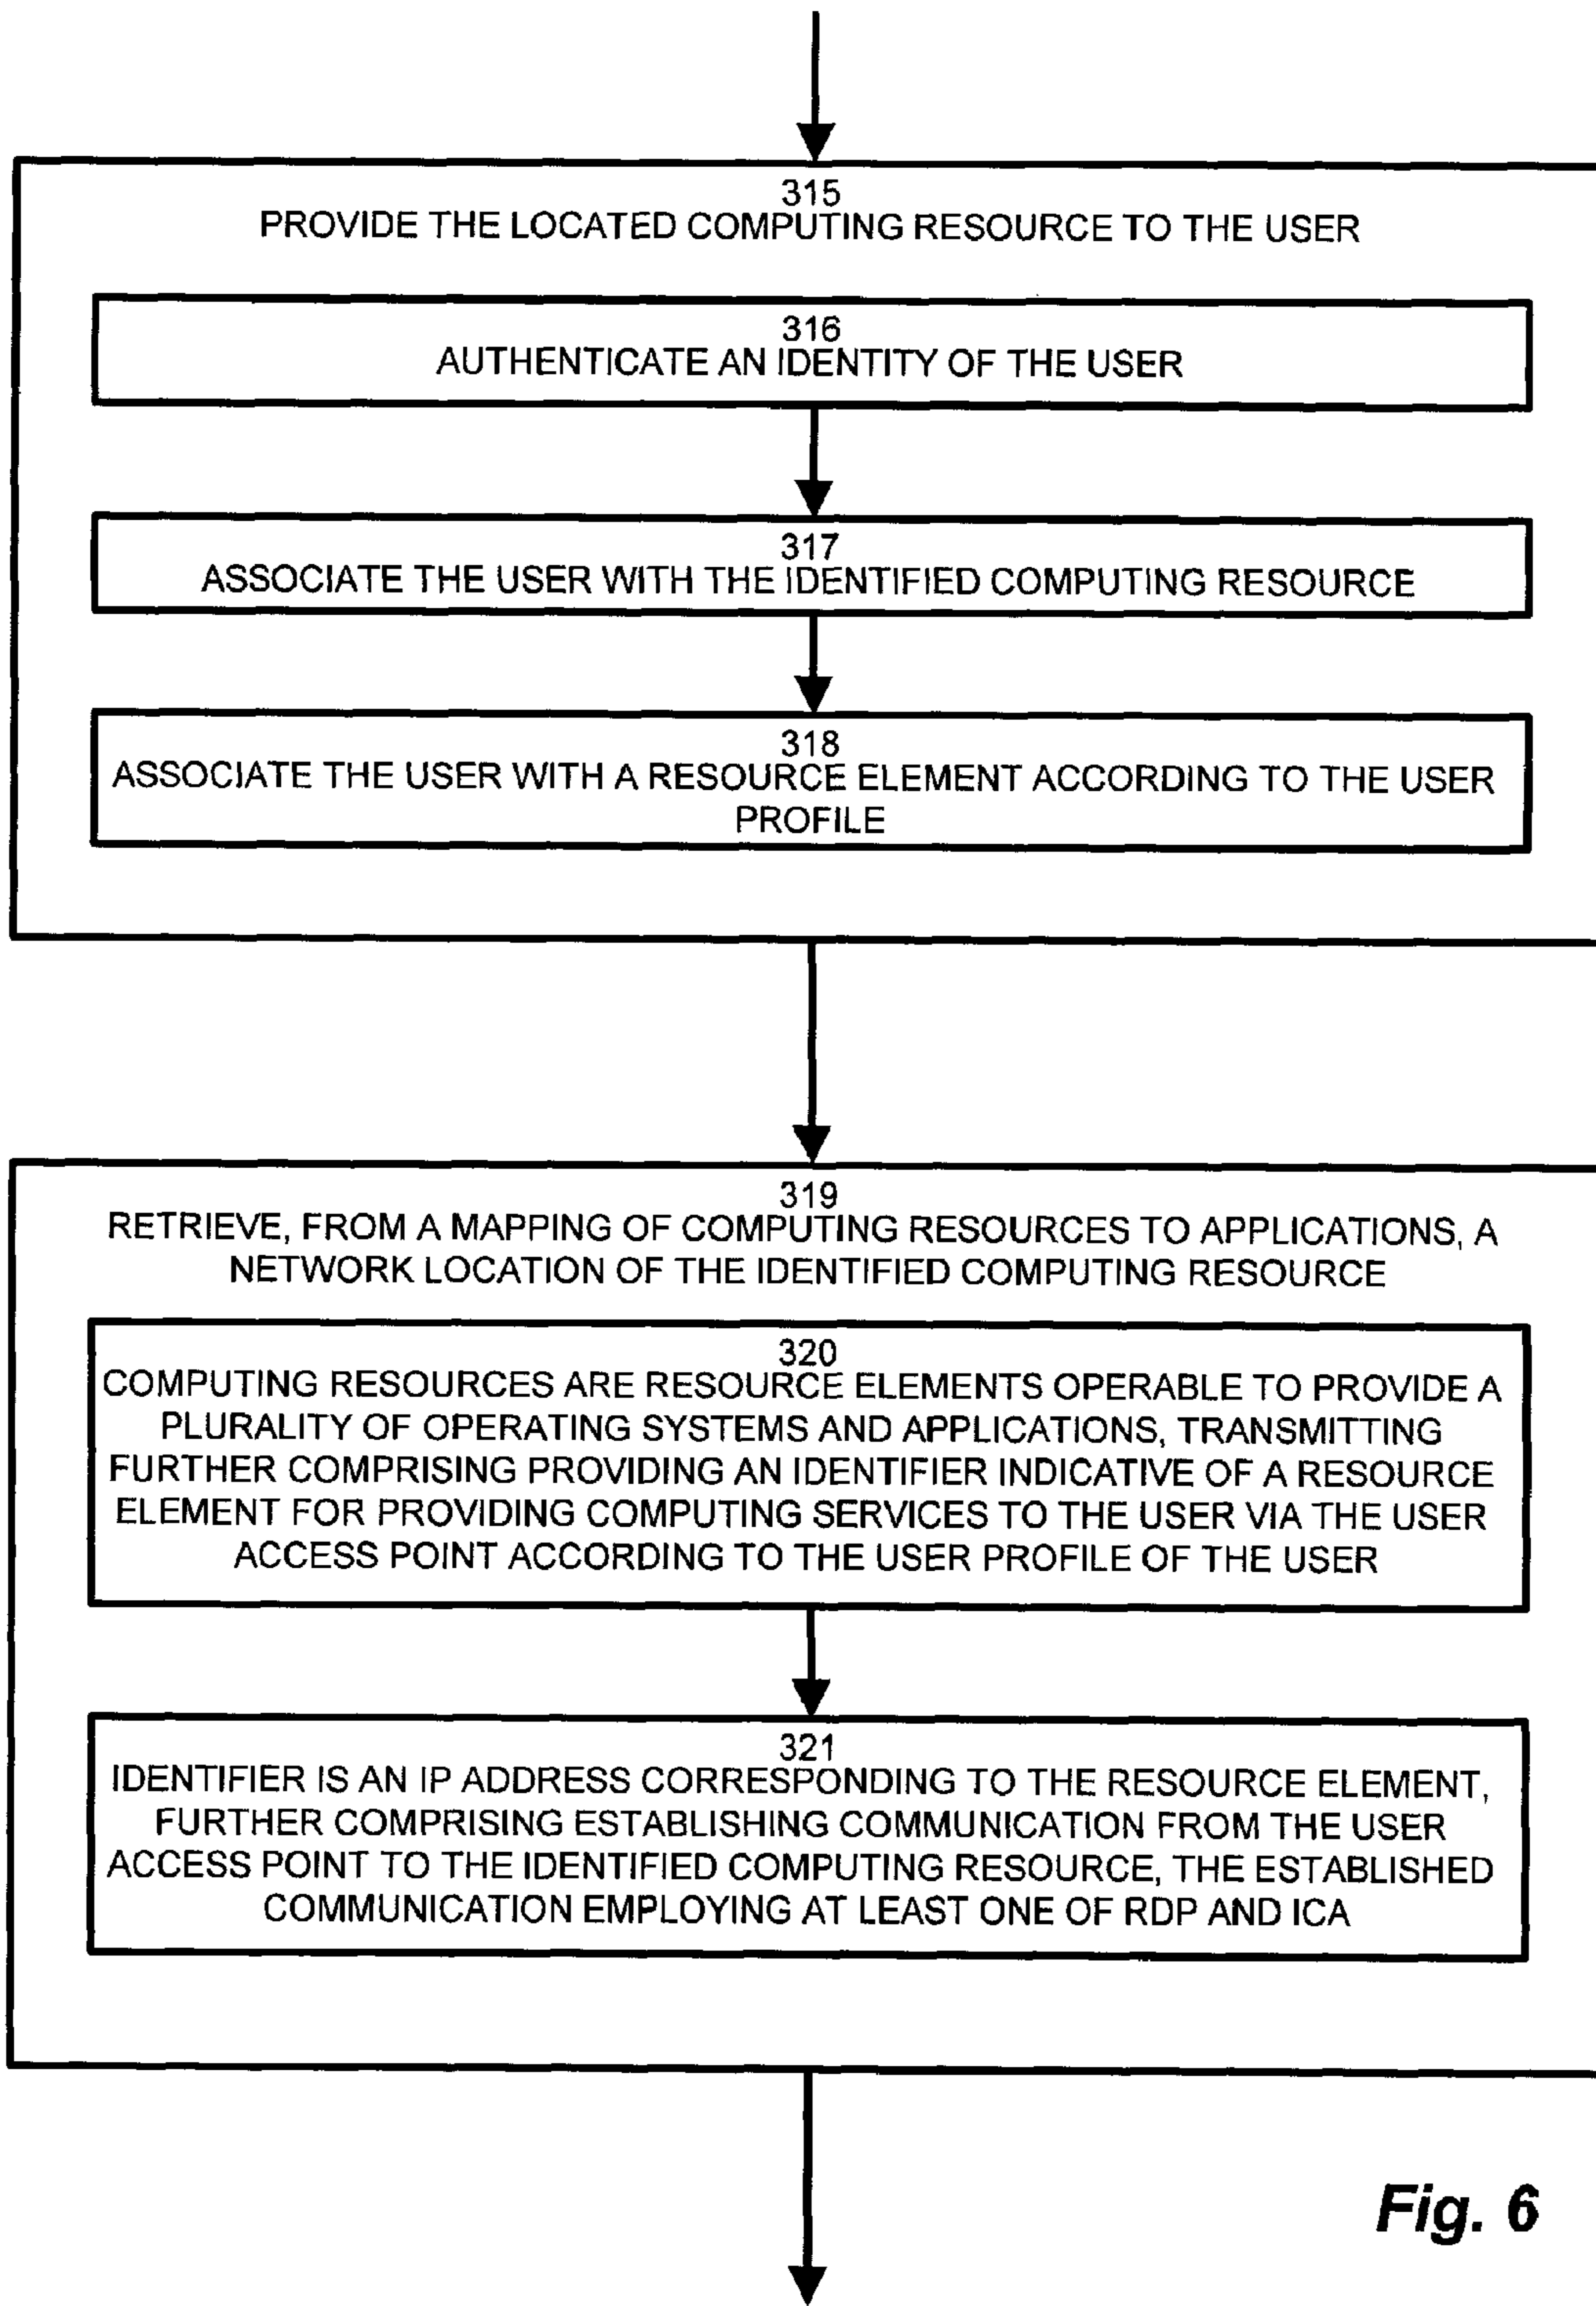 315
PROVIDE THE LOCATED COMPUTING RESOURCE TO THE USER
316
AUTHENTICATE AN IDENTITY OF THE USER
317
ASSOCIATE THE USER WITH THE IDENTIFIED COMPUTING RESOURCE
318
ASSOCIATE THE USER WITH A RESOURCE ELEMENT ACCORDING TO THE USER
PROFILE
319
RETRIEVE, FROM A MAPPING OF COMPUTING RESOURCES TO APPLICATIONS, A
NETWORK LOCATION OF THE IDENTIFIED COMPUTING RESOURCE
320
COMPUTING RESOURCES ARE RESOURCE ELEMENTS OPERABLE TO PROVIDE A
PLURALITY OF OPERATING SYSTEMS AND APPLICATIONS, TRANSMITTING
FURTHER COMPRISING PROVIDING AN IDENTIFIER INDICATIVE OF A RESOURCE
ELEMENT FOR PROVIDING COMPUTING SERVICES TO THE USER VIA THE USER
ACCESS POINT ACCORDING TO THE USER PROFILE OF THE USER
321
IDENTIFIER IS AN IP ADDRESS CORRESPONDING TO THE RESOURCE ELEMENT,
FURTHER COMPRISING ESTABLISHING COMMUNICATION FROM THE USER
ACCESS POINT TO THE IDENTIFIED COMPUTING RESOURCE, THE ESTABLISHED
COMMUNICATION EMPLOYING AT LEAST ONE OF RDP AND ICA
Fig. 6